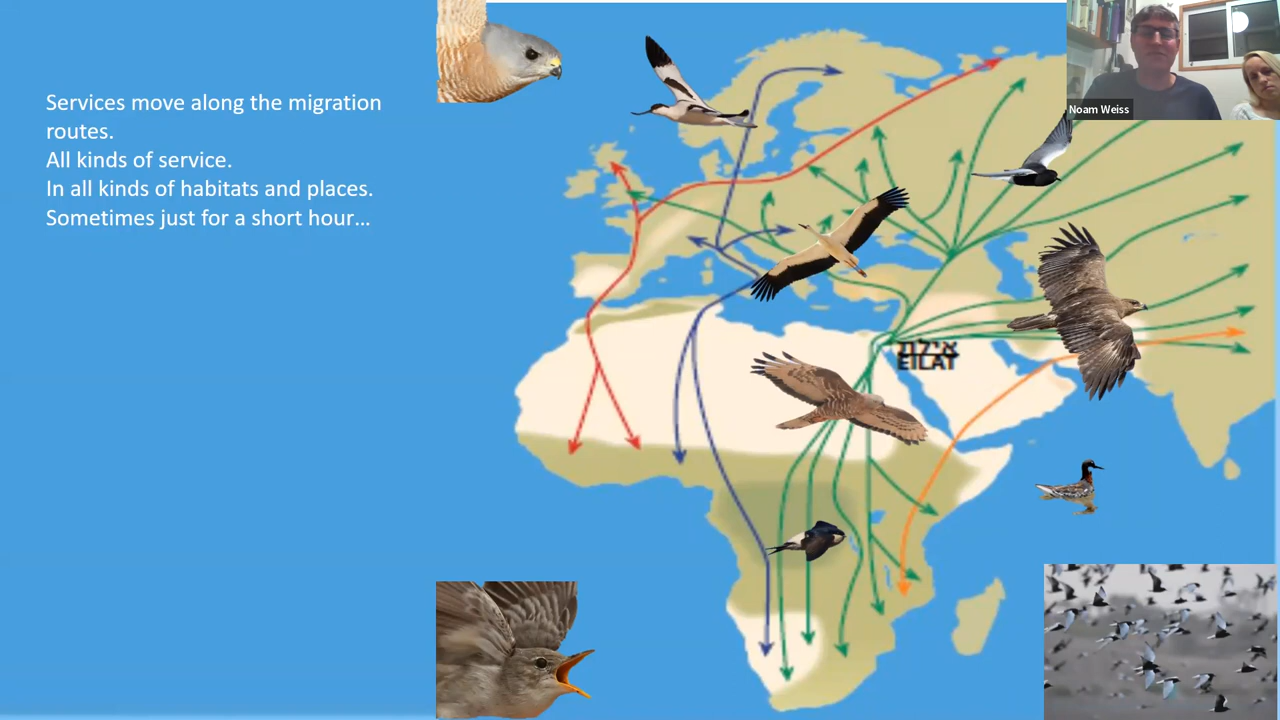 Services move along the migration
routes.
All kinds of service.
In all kinds of habitats and places.
Sometimes just for a short hour…
Noam Weiss
אילת
EILAT